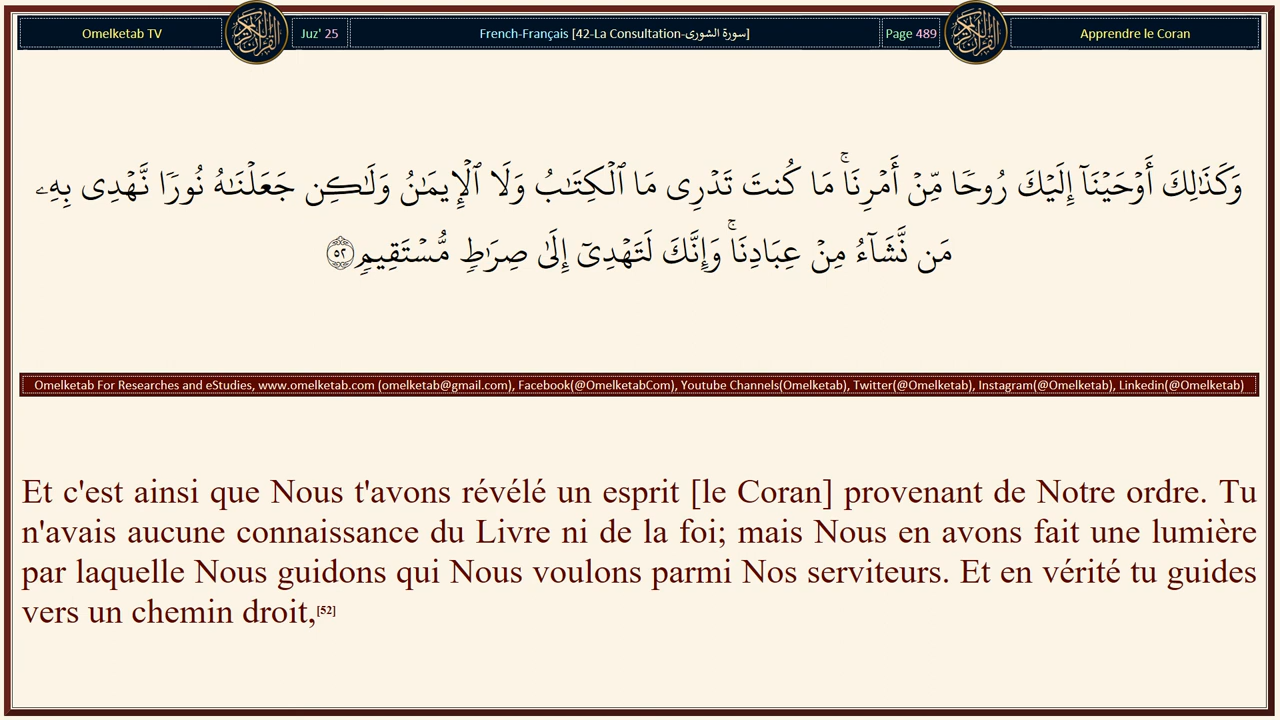 Omelketab TV
Juz' 25
French-Français [42-La Consultation-سورة الشورى]
Page 489
Apprendre le Coran
وَكَذَٰلِكَ أَوۡحَيۡنَآ إِلَيۡكَ رُوحٗا مِّنۡ أَمۡرِنَاۚ مَا كُنتَ تَدۡرِي مَا ٱلۡكِتَٰبُ وَلَا ٱلۡإِيمَٰنُ وَلَٰكِن جَعَلۡنَٰهُ نُورٗا نَّهۡدِي بِهِۦ
مَن نَّشَآءُ مِنۡ عِبَادِنَاۚ وَإِنَّكَ لَتَهۡدِيٓ إِلَىٰ صِرَٰطٖ مُّسۡتَقِيمٖ ٥٢
Omelketab For Researches and eStudies, www.omelketab.com (omelketab@gmail.com), Facebook(@OmelketabCom), Youtube Channels(Omelketab), Twitter(@Omelketab), Instagram(@Omelketab), Linkedin(@Omelketab)
Et c'est ainsi que Nous t'avons révélé un esprit [le Coran] provenant de Notre ordre. Tu
n'avais aucune connaissance du Livre ni de la foi; mais Nous en avons fait une lumière
par laquelle Nous guidons qui Nous voulons parmi Nos serviteurs. Et en vérité tu guides
vers un chemin droit,[52]